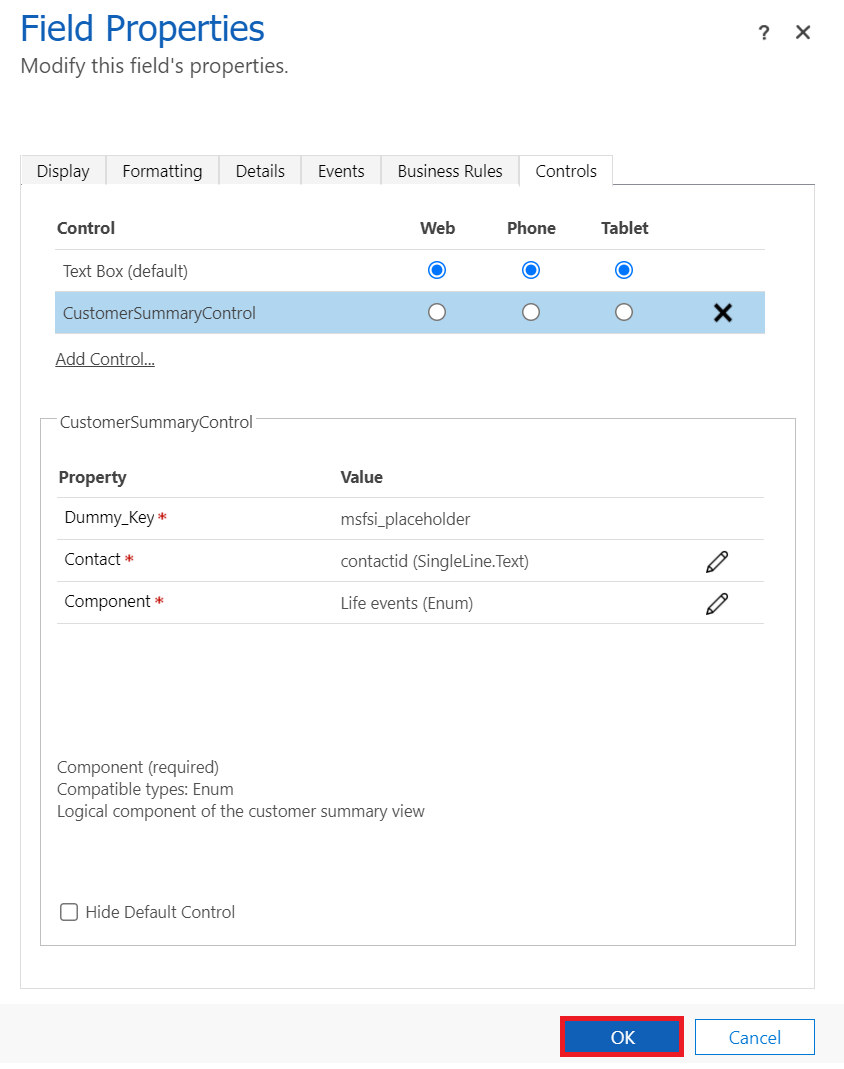 Field Properties
? 
Modify this field's properties.
Display Formatting Details Events Business Rules Controls
Control Web Phone Tablet
Text Box (default)
CustomerSummaryControl
Add Control...
CustomerSummaryControl
Property Value
Dummy_Key * msfsi_placeholder
Contact * contactid (SingleLine.Text)
Component * Life events (Enum)
Component (required)
Compatible types: Enum
Logical component of the customer summary view
Hide Default Control
OK Cancel